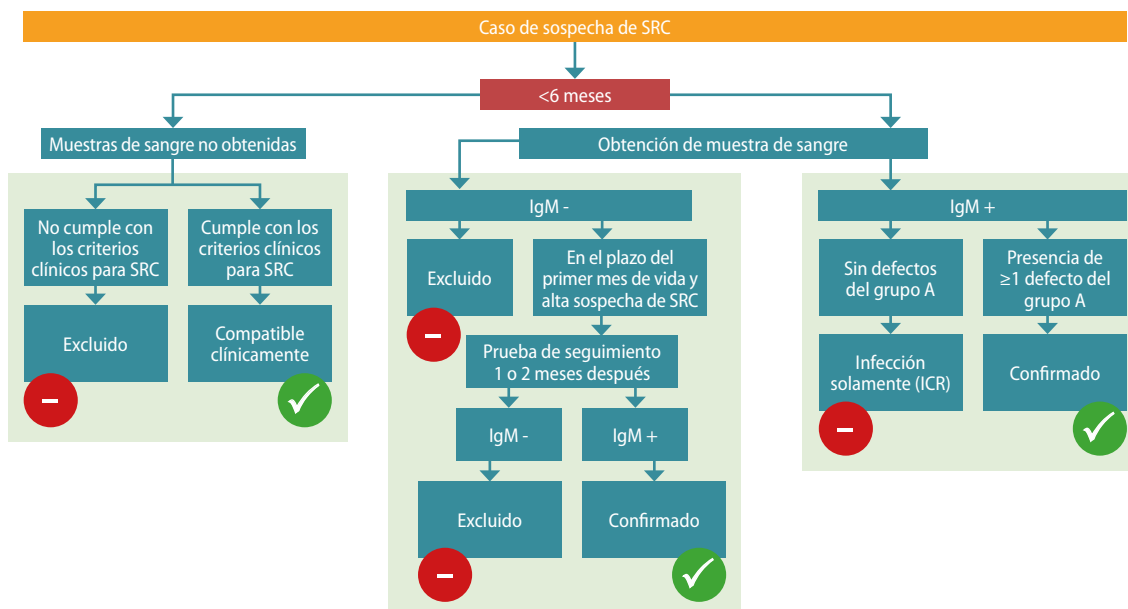 Caso de sospecha de SRC
<6 meses
Muestras de sangre no obtenidas
No cumple con
los criterios
clínicos para SRC
Cumple con los
criterios clínicos
para SRC
Excluido
Compatible
clínicamente
Obtención de muestra de sangre
IgM -
Excluido
En el plazo del
primer mes de vida y
alta sospecha de SRC
Prueba de seguimiento
1 o 2 meses después
IgM -
IgM +
Excluido
Confirmado
IgM +
Sin defectos
del grupo A
Presencia de
≥1 defecto del
grupo A
Infección
solamente (ICR)
Confirmado